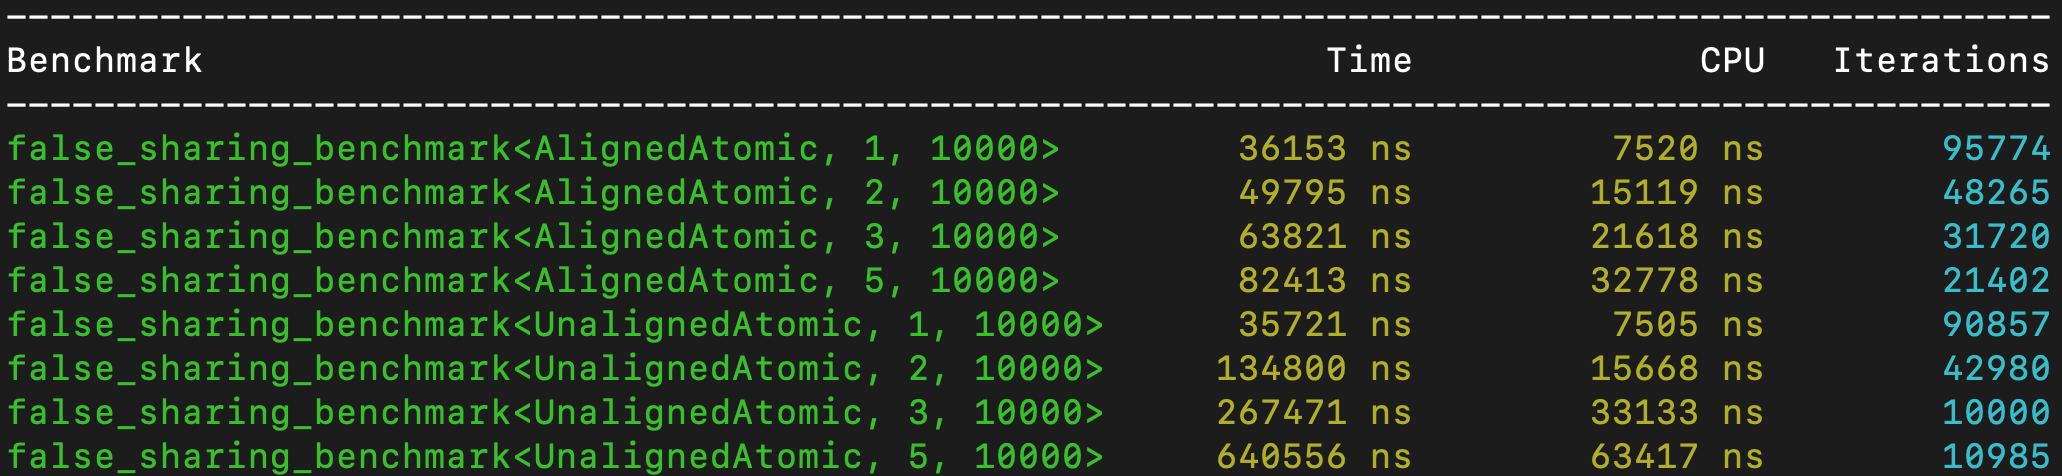 Benchmark Time CPU Iterations
false_sharing_benchmark<AlignedAtomic, 1, 10000> 36153 ns 7520 ns 95774
false_sharing_benchmark<AlignedAtomic, 2, 10000> 49795 ns 15119 ns 48265
false_sharing_benchmark<AlignedAtomic, 3, 10000> 63821 ns 21618 ns 31720
false_sharing_benchmark<AlignedAtomic, 5, 10000> 82413 ns 32778 ns 21402
false_sharing_benchmark<UnalignedAtomic, 1, 10000> 35721 ns 7505 ns 90857
false_sharing_benchmark<UnalignedAtomic, 2, 10000> 134800 ns 15668 ns 42980
false_sharing_benchmark<UnalignedAtomic, 3, 10000> 267471 ns 33133 ns 10000
false_sharing_benchmark<UnalignedAtomic, 5, 10000> 640556 ns 63417 ns 10985